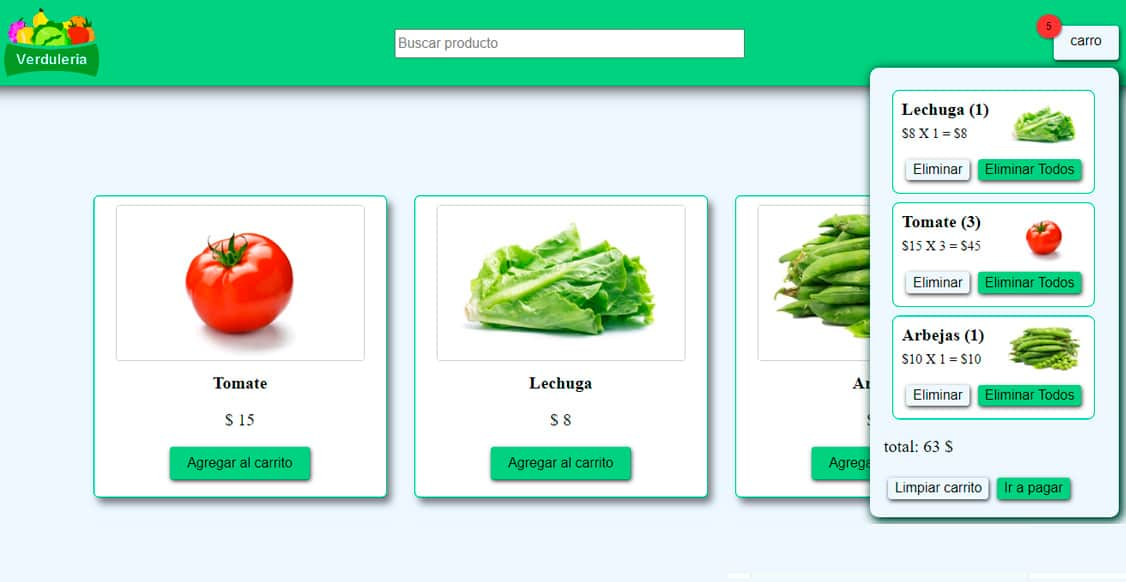 Verduleria
Buscar producto
5
carro
Lechuga (1)
$8 X 1 = $8
Eliminar
Eliminar Todos
Tomate (3)
$15 X 3 = $45
Eliminar
Eliminar Todos
Arbejas (1)
$10 X 1 = $10
Eliminar
Eliminar Todos
total: 63 $
Limpiar carrito
Ir a pagar
Tomate
$ 15
Agregar al carrito
Lechuga
$ 8
Agregar al carrito